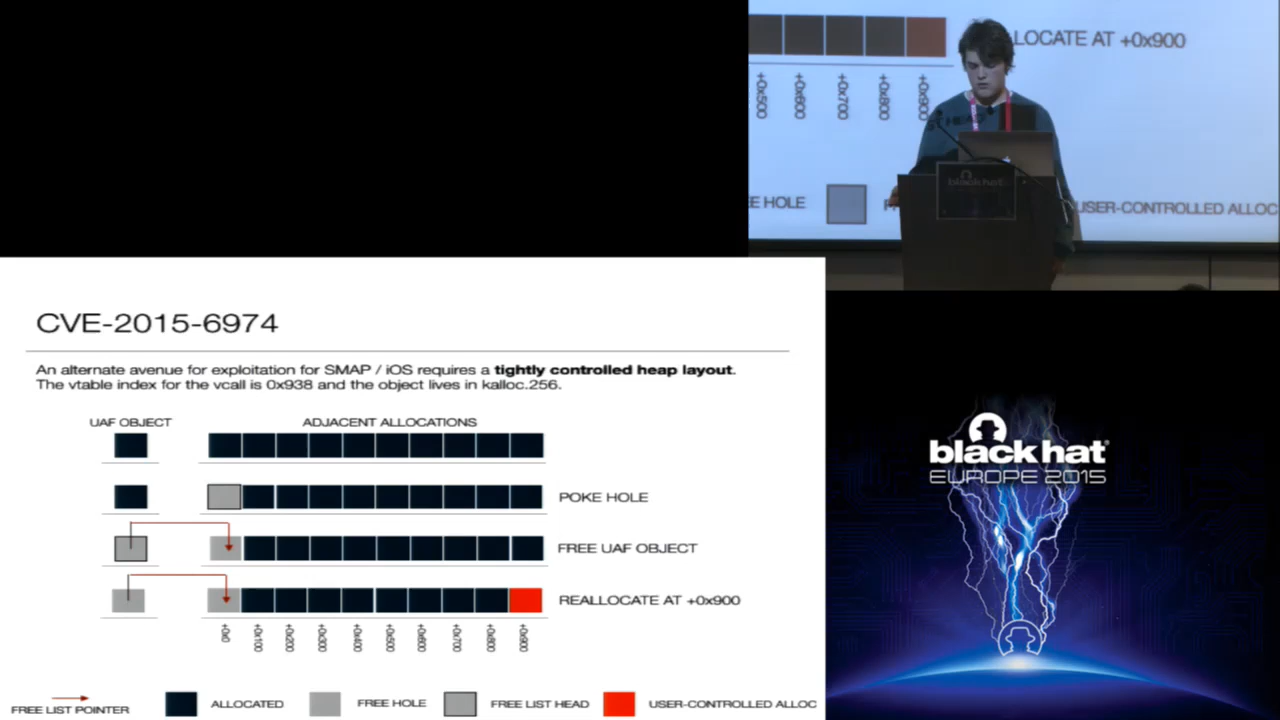 LOCATE AT +0x900
+0x500
+0x600
+0x700
+0x800
+0x900
E HOLE
USER-CONTROLLED ALLOC
black hat
CVE-2015-6974
An alternate avenue for exploitation for SMAP / iOS requires a tightly controlled heap layout.
The vtable index for the vcall is 0x938 and the object lives in kalloc.256.
UAF OBJECT
ADJACENT ALLOCATIONS
POKE HOLE
FREE UAF OBJECT
REALLOCATE AT +0x900
+0x0
+0x100
+0x200
+0x300
+0x400
+0x500
+0x600
+0x700
+0x800
+0x900
FREE LIST POINTER
ALLOCATED
FREE HOLE
FREE LIST HEAD
USER-CONTROLLED ALLOC
black hat
EUROPE 2015